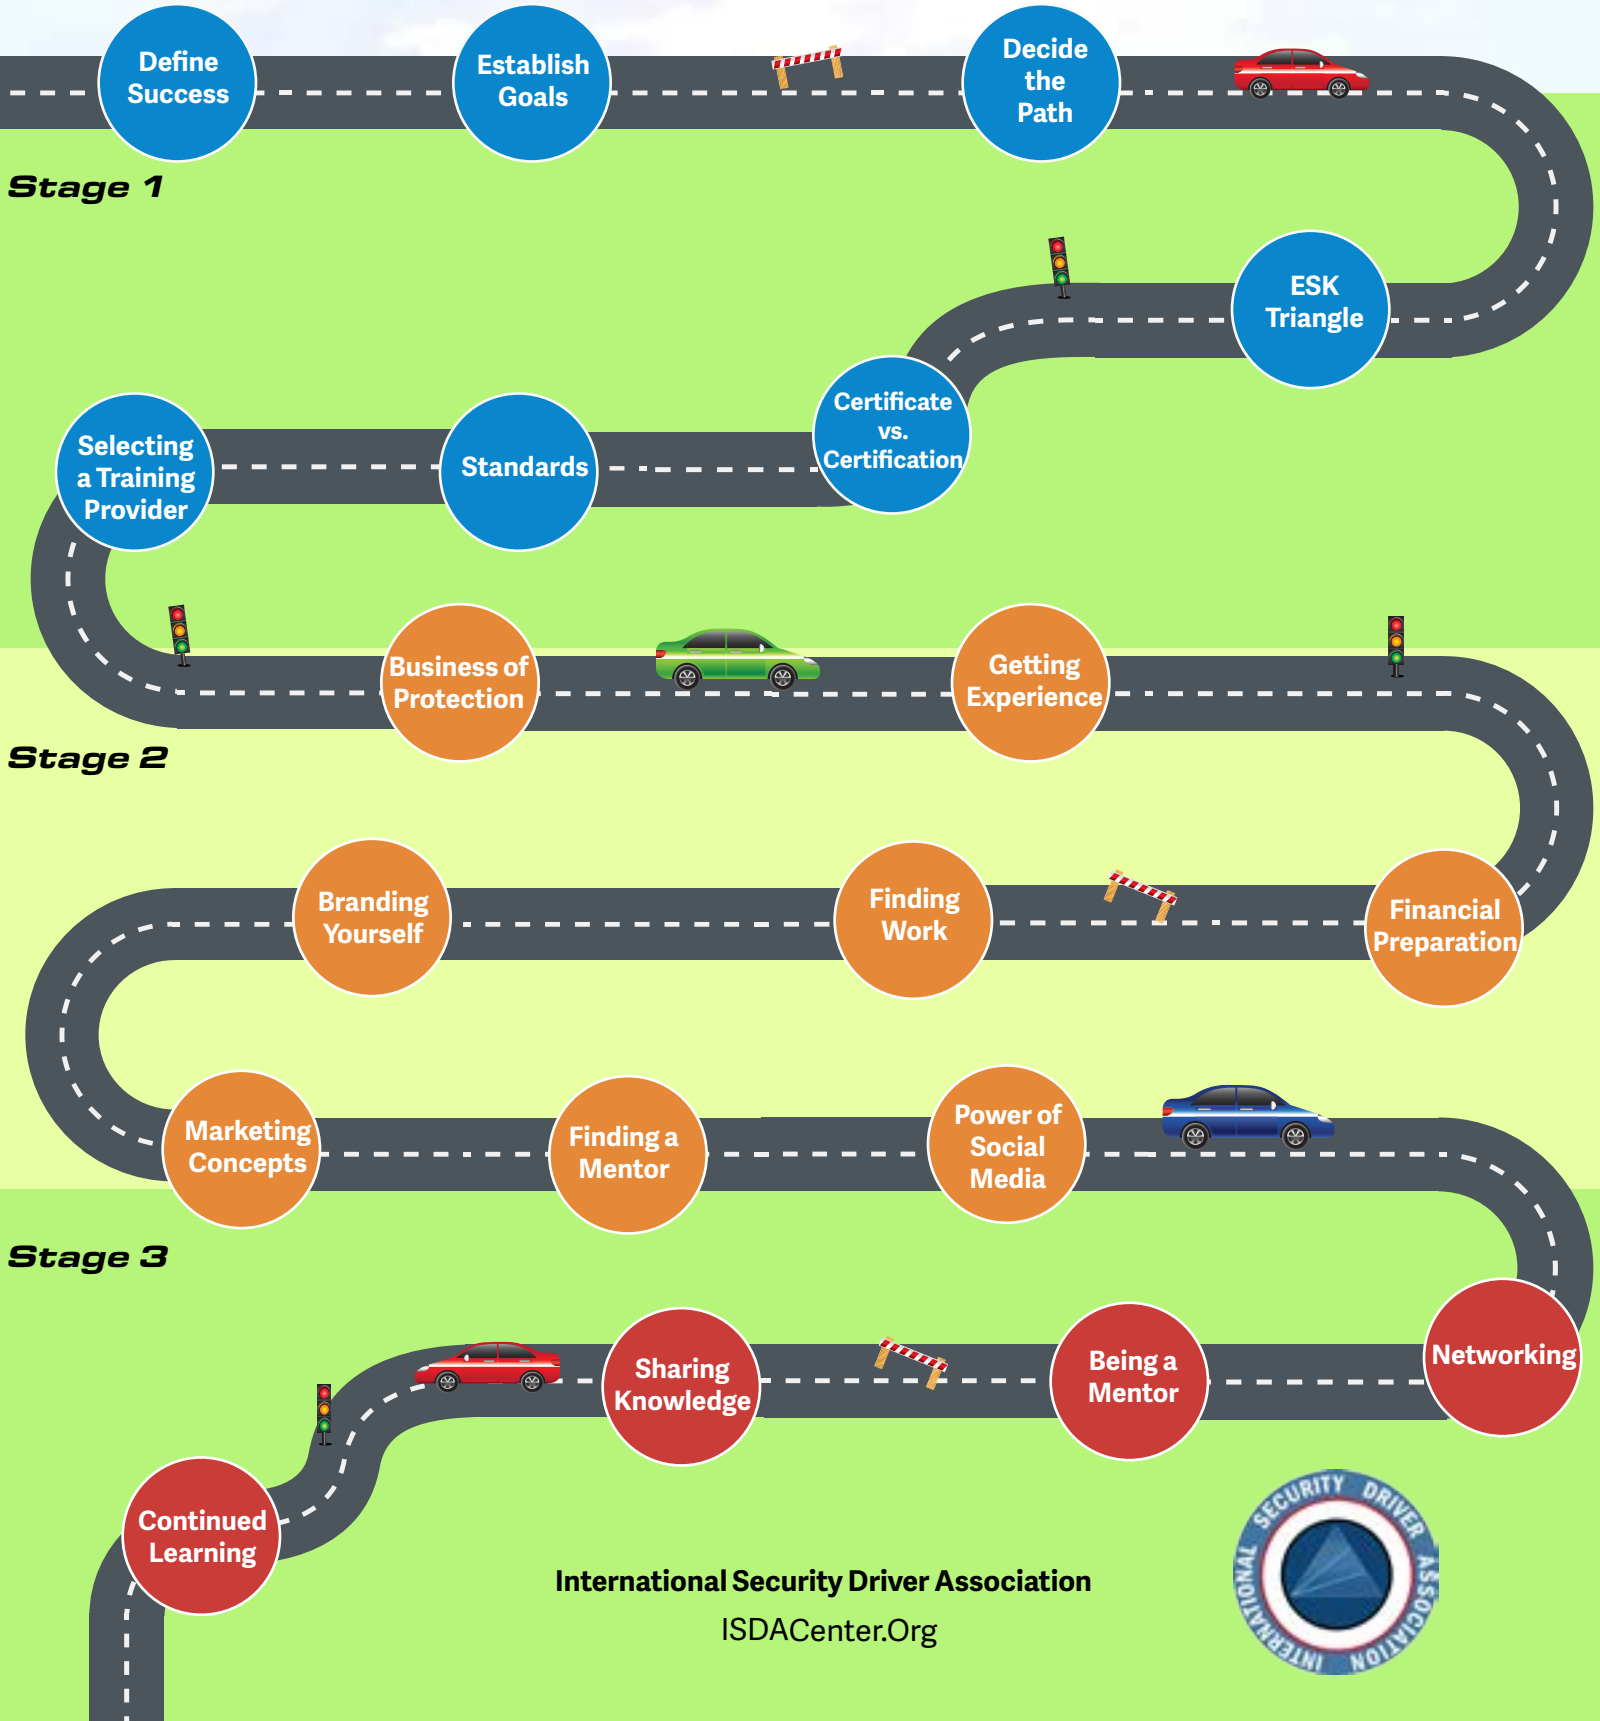 Define
Success
Establish
Goals
Decide
the
Path
Stage 1
ESK
Triangle
Certificate
vs.
Certification
Standards
Selecting
a Training
Provider
Business of
Protection
Getting
Experience
Stage 2
Financial
Preparation
Finding
Work
Branding
Yourself
Marketing
Concepts
Finding a
Mentor
Power of
Social
Media
Stage 3
Networking
Being a
Mentor
Sharing
Knowledge
Continued
Learning
International Security Driver Association
ISDACenter.Org
INTERNATIONAL SECURITY DRIVER ASSOCIATION